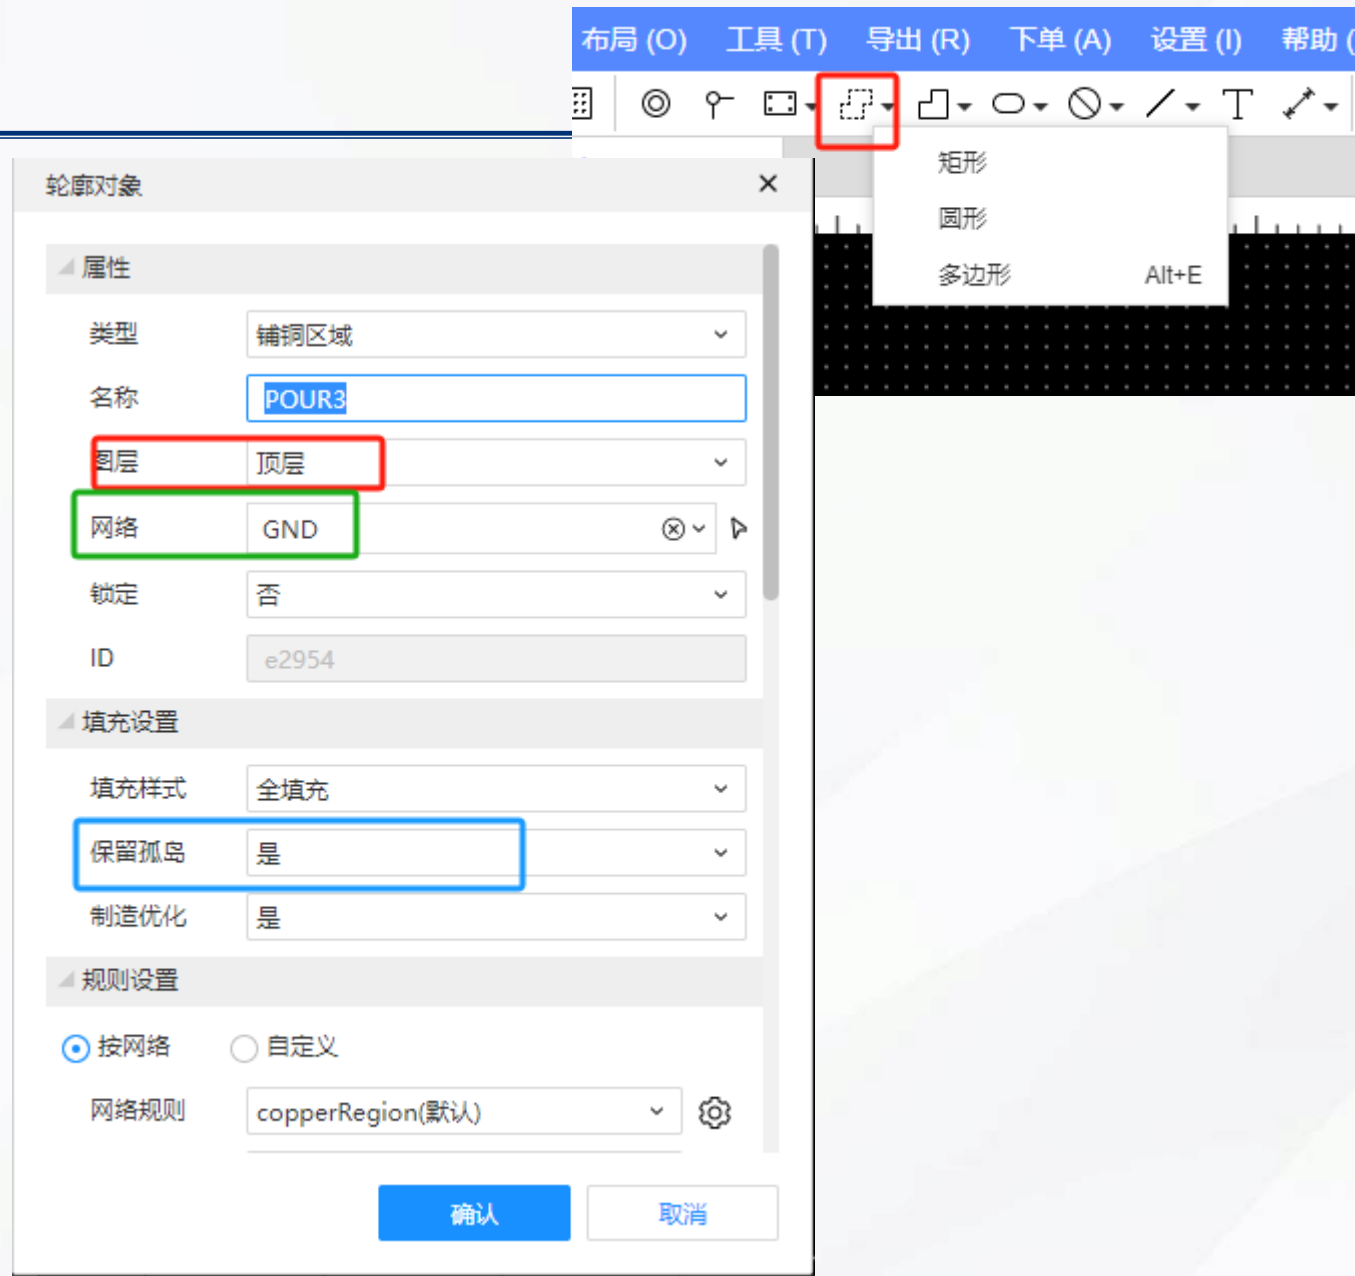 布局 (O) 工具 (T) 导出 (R) 下单 (A) 设置 (I) 帮助 (
矩形
圆形
多边形 Alt+E
轮廓对象
属性
类型 铺铜区域
名称 POUR3
图层 顶层
网络 GND
锁定 否
ID e2954
填充设置
填充样式 全填充
保留孤岛 是
制造优化 是
规则设置
按网络 自定义
网络规则 copperRegion(默认)
确认 取消